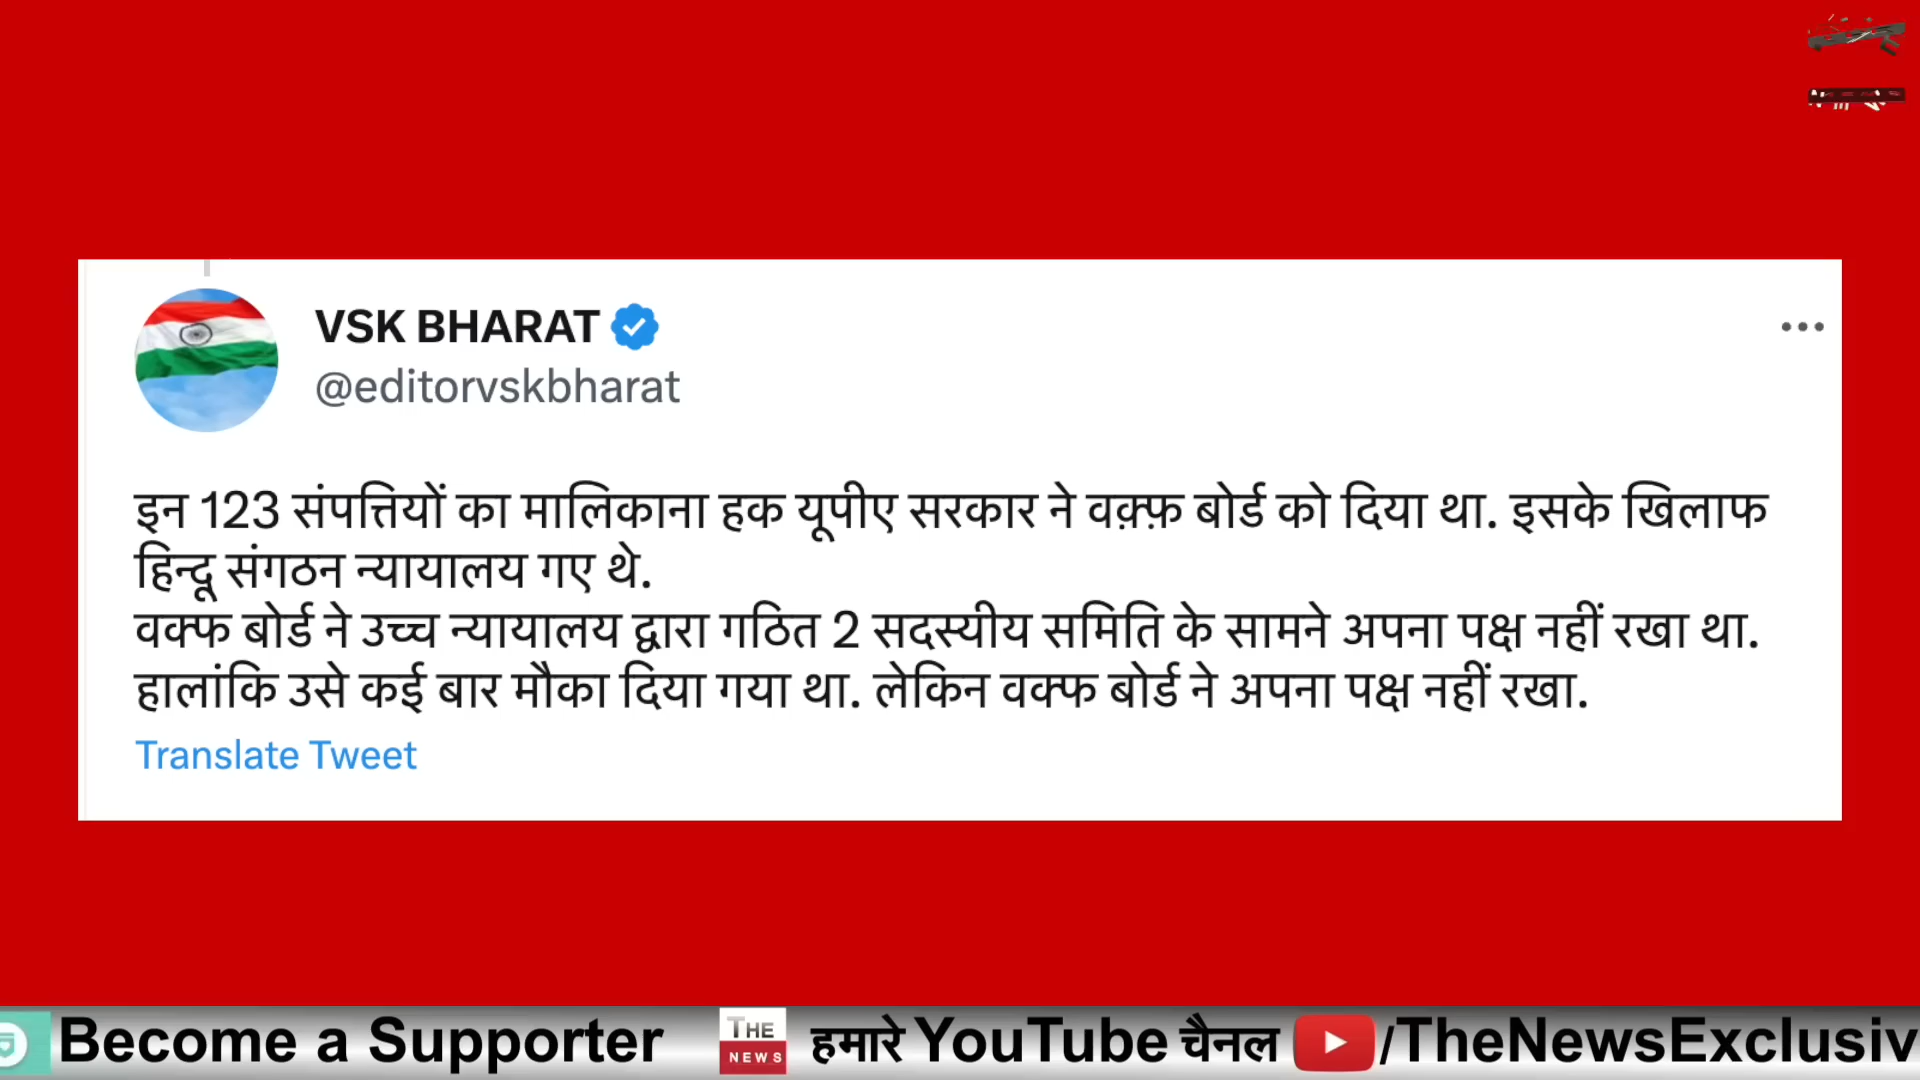 VSK BHARAT
@editorvskbharat
इन 123 संपत्तियों का मालिकाना हक यूपीए सरकार ने वक़्फ़ बोर्ड को दिया था. इसके खिलाफ
हिन्दू संगठन न्यायालय गए थे.
वक्फ बोर्ड ने उच्च न्यायालय द्वारा गठित 2 सदस्यीय समिति के सामने अपना पक्ष नहीं रखा था.
हालांकि उसे कई बार मौका दिया गया था. लेकिन वक्फ बोर्ड ने अपना पक्ष नहीं रखा.
Translate Tweet
Become a Supporter THE NEWS हमारे YouTube चैनल /TheNewsExclusiv